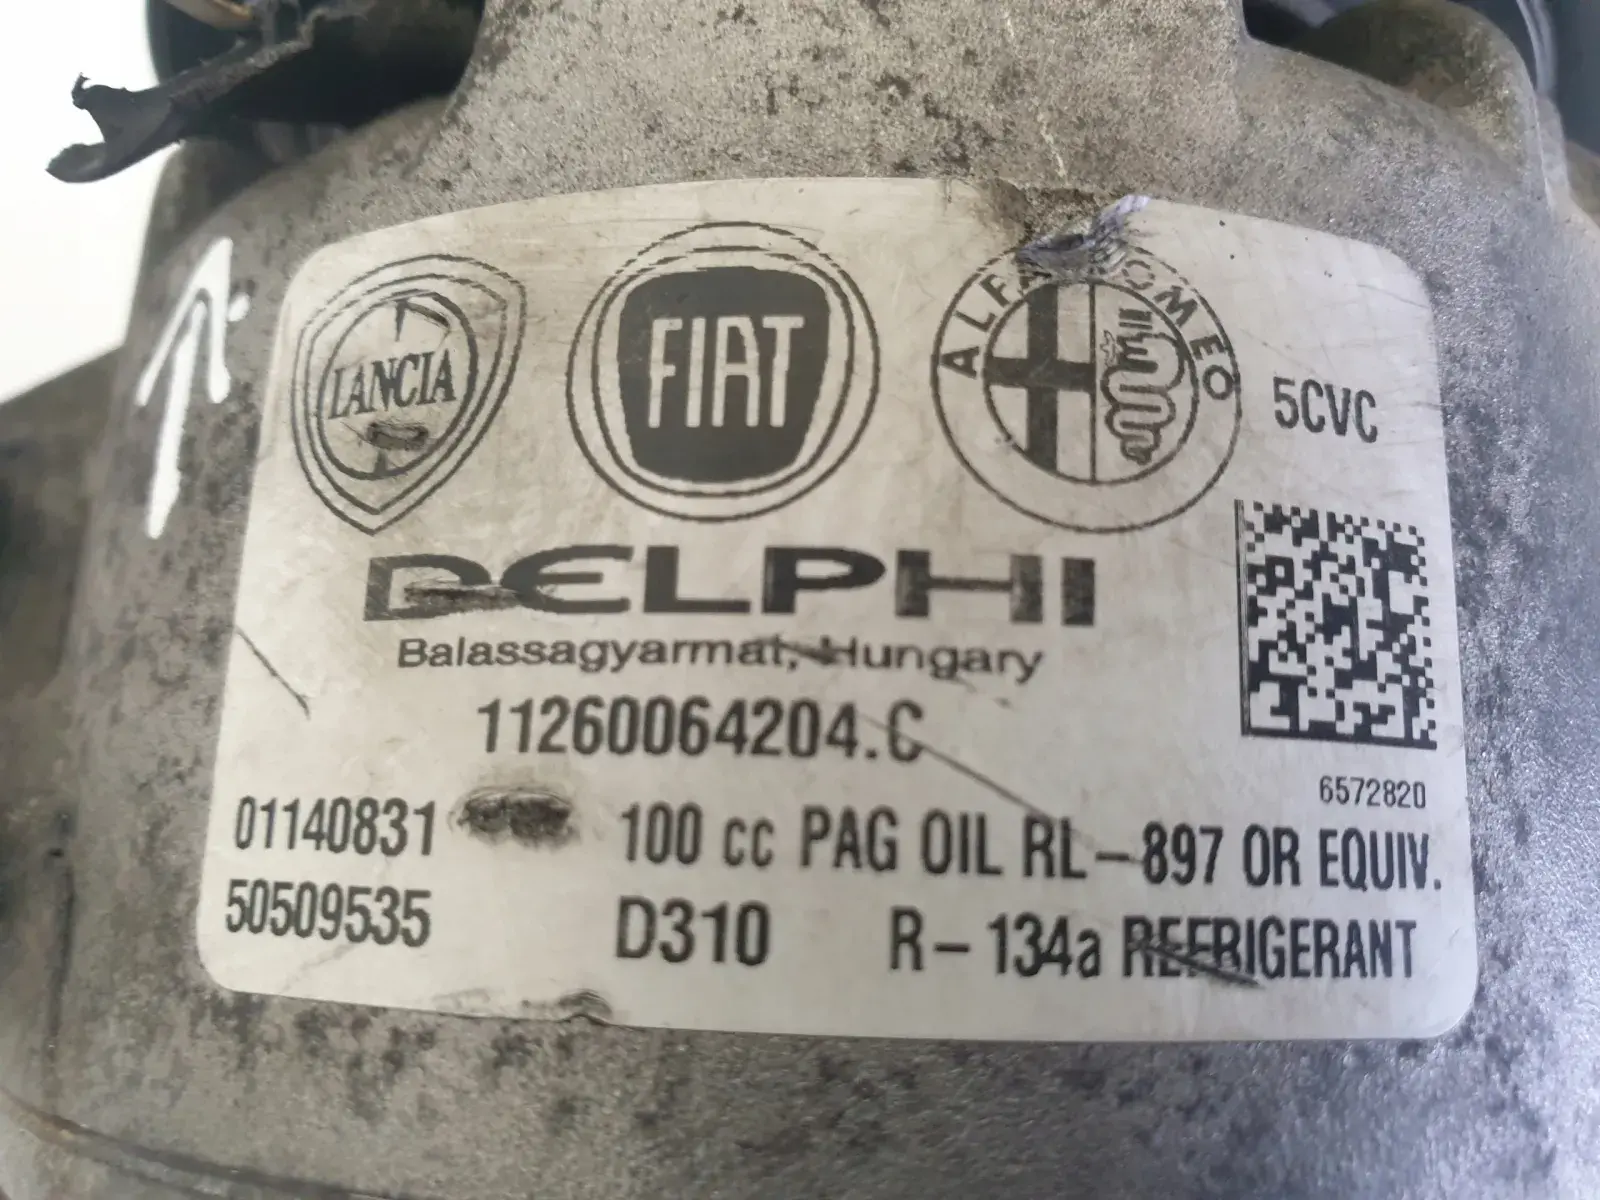 LANCIA
FIAT
ALFA ROMEO
5CVC
DELPHI
Balassagyarmat, Hungary
11260064204.C
6572820
01140831
100 cc PAG OIL RL-897 OR EQUIV.
50509535
D310
R-134a REFRIGERANT